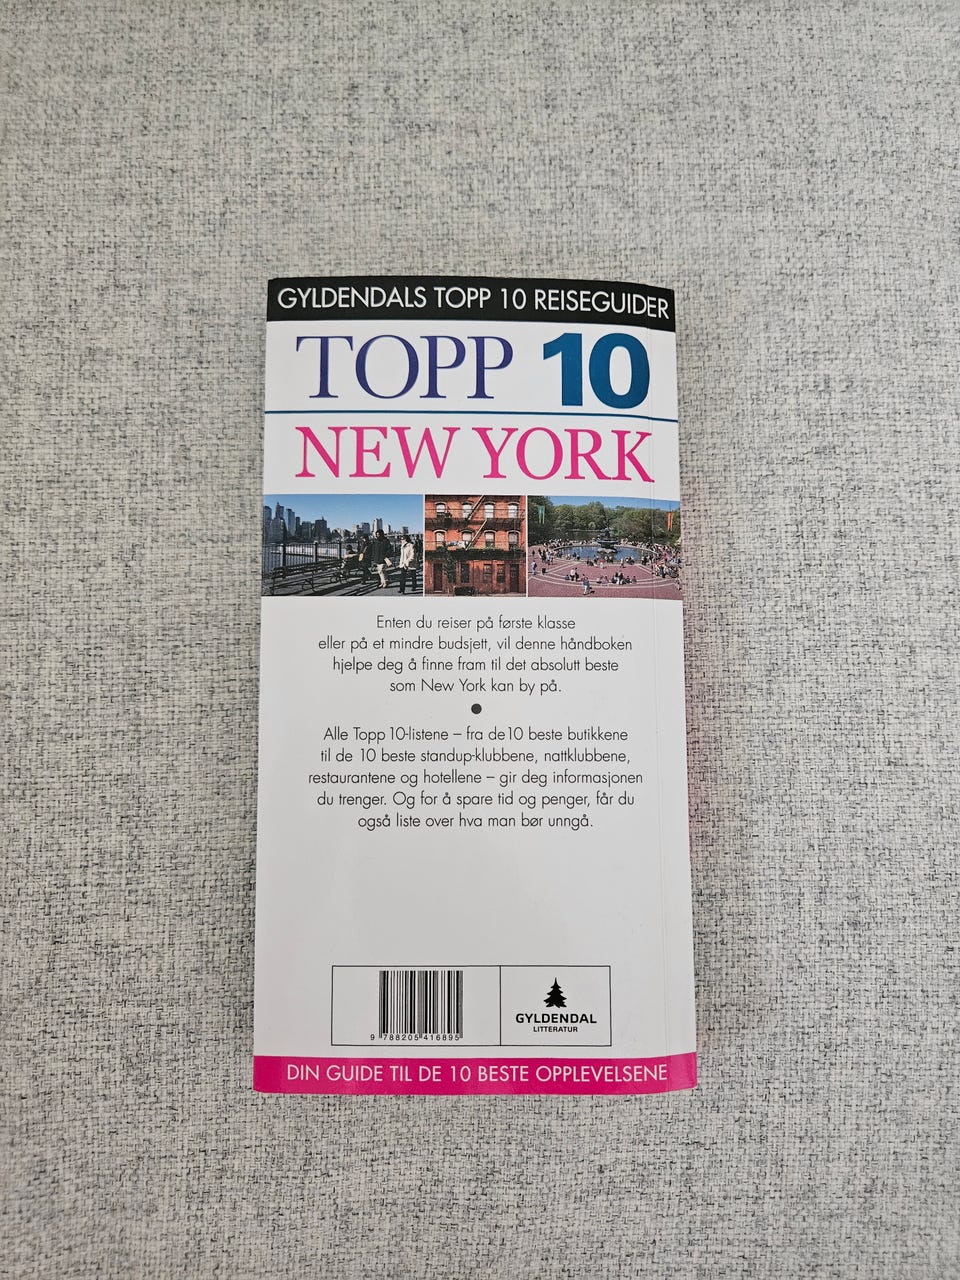 GYLDENDALS TOPP 10 REISEGUIDER
TOPP 10
NEW YORK
Enten du reiser på første klasse
eller på et mindre budsjett, vil denne håndboken
hjelpe deg å finne fram til det absolutt beste
som New York kan by på.
●
Alle Topp 10-listene – fra de10 beste butikkene
til de 10 beste standup-klubbene, nattklubbene,
restaurantene og hotellene – gir deg informasjonen
du trenger. Og for å spare tid og penger, får du
også liste over hva man bør unngå.
9 788205 416895
GYLDENDAL
LITTERATUR
DIN GUIDE TIL DE 10 BESTE OPPLEVELSENE